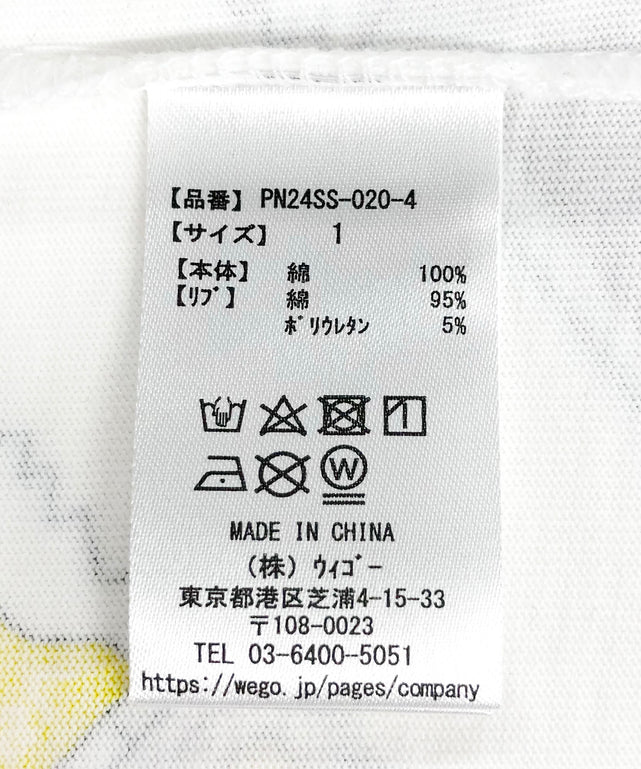 【品番】 PN24SS-020-4
【サイズ】 1
【本体】 綿 100%
【ﾘﾌﾞ】 綿 95%
ﾎﾟﾘｳﾚﾀﾝ 5%
W
MADE IN CHINA
(株) ｳｨｺﾞｰ
東京都港区芝浦4-15-33
〒108-0023
TEL 03-6400-5051
https://wego.jp/pages/company